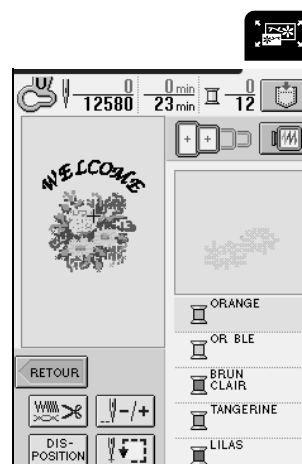 U
0
12580
0 min
23 min
0
12
WELCOME
ORANGE
OR BLE
BRUN
CLAIR
TANGERINE
LILAS
RETOUR
-/+
DIS-
POSITION